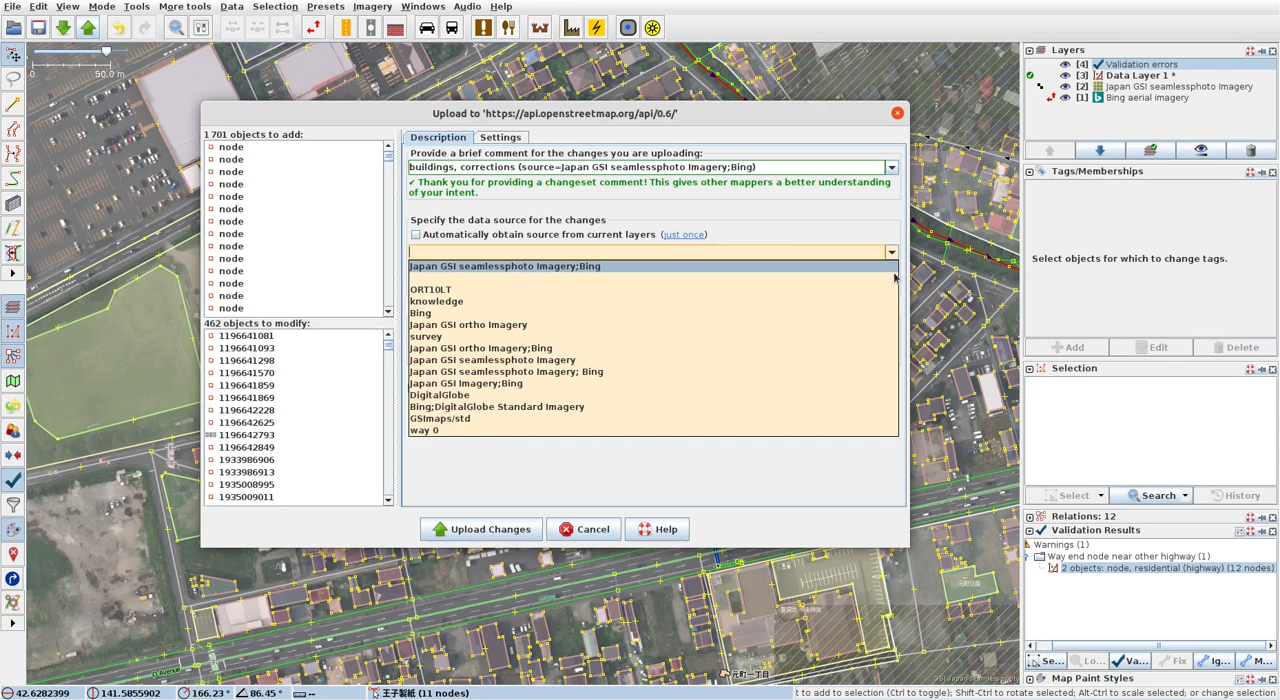 File Edit View Mode Tools More tools Data Selection Presets Imagery Windows Audio Help
0 50.0 m
Upload to 'https://api.openstreetmap.org/api/0.6/'
1 701 objects to add:
node
node
node
node
node
node
node
node
node
node
node
node
node
node
462 objects to modify:
1196641081
1196641093
1196641298
1196641570
1196641859
1196641869
1196642228
1196642625
1196642793
1196642849
1933986906
1933986913
1935008995
1935009011
Description Settings
Provide a brief comment for the changes you are uploading:
buildings, corrections (source=Japan GSI seamlessphoto Imagery;Bing)
✔ Thank you for providing a changeset comment! This gives other mappers a better understanding
of your intent.
Specify the data source for the changes
Automatically obtain source from current layers (just once)
Japan GSI seamlessphoto Imagery;Bing
ORT10LT
knowledge
Bing
Japan GSI ortho Imagery
survey
Japan GSI ortho Imagery;Bing
Japan GSI seamlessphoto Imagery
Japan GSI seamlessphoto Imagery; Bing
Japan GSI Imagery;Bing
DigitalGlobe
Bing;DigitalGlobe Standard Imagery
GSImaps/std
way 0
Upload Changes Cancel Help
Layers
[4] Validation errors
[3] Data Layer 1 *
[2] Japan GSI seamlessphoto Imagery
[1] Bing aerial imagery
Tags/Memberships
Select objects for which to change tags.
Add Edit Delete
Selection
Select Search History
Relations: 12
Validation Results
Warnings (1)
Way end node near other highway (1)
2 objects: node, residential (highway) (12 nodes)
Se... Lo... Va... Fix Ig... M...
Map Paint Styles
元町一丁目
42.6282399 141.5855902 166.23° 86.45° -- 王子製紙 (11 nodes)
t to add to selection (Ctrl to toggle); Shift-Ctrl to rotate selected; Alt-Ctrl to scale selected; or change selection